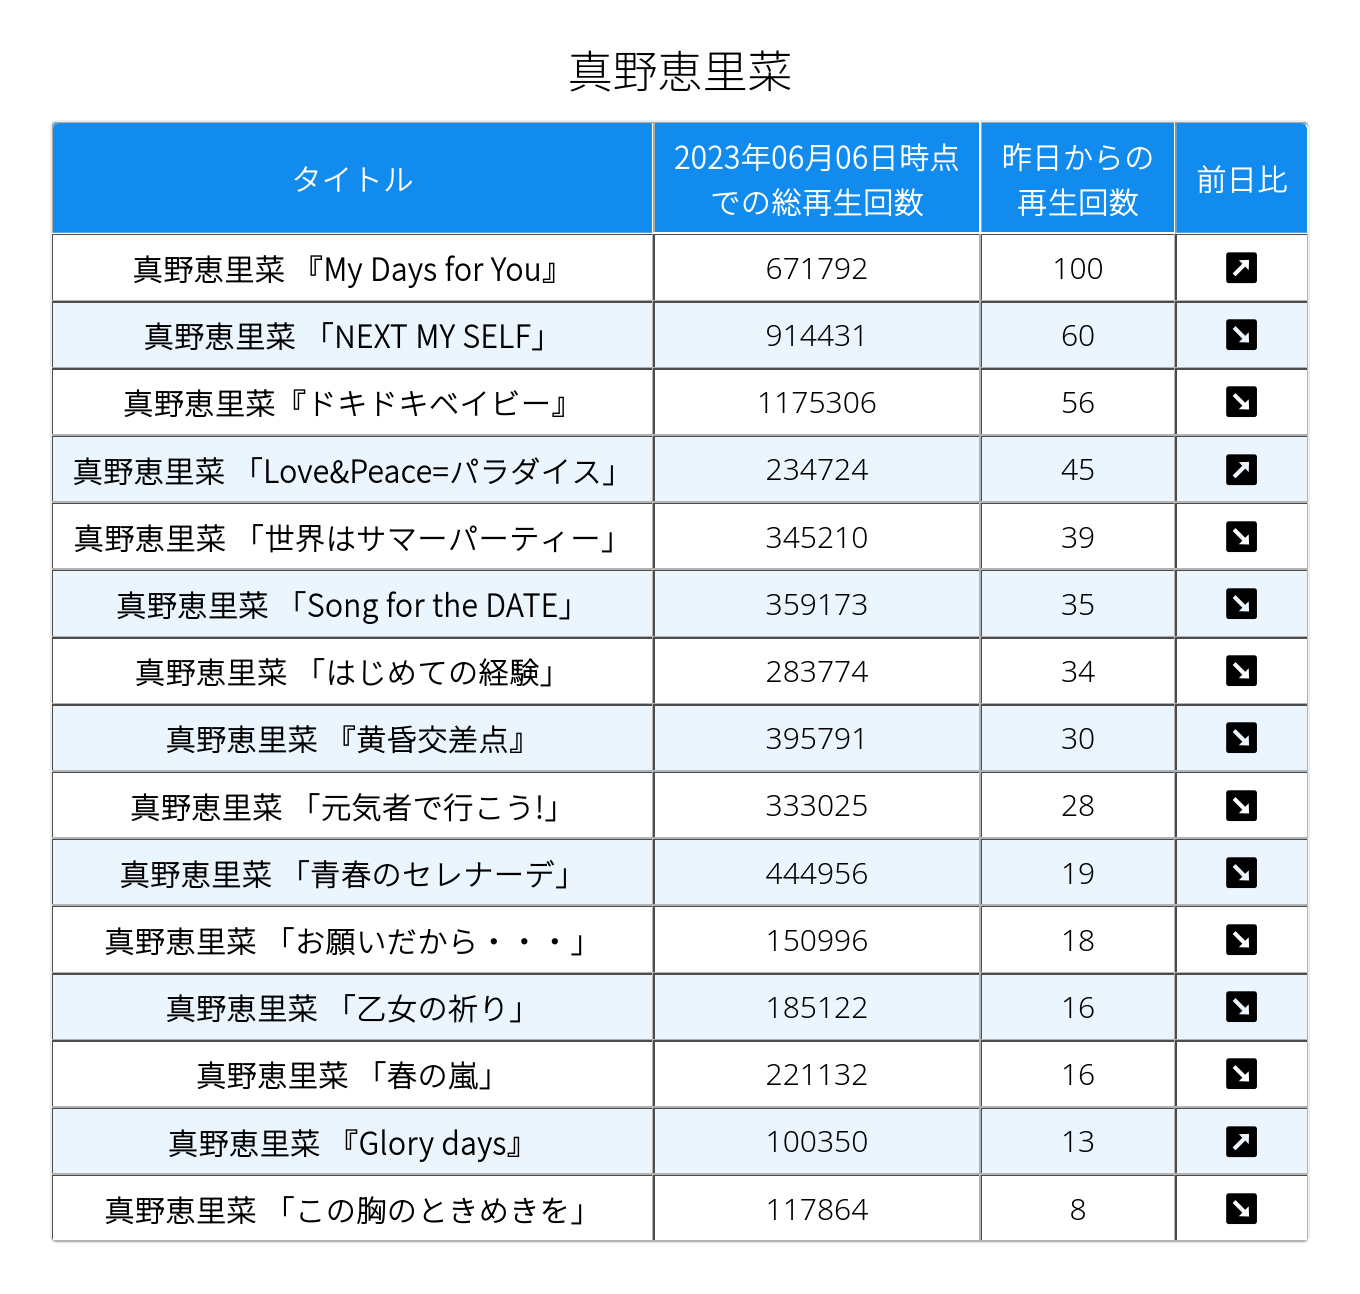 真野恵里菜
タイトル
2023年06月06日時点
での総再生回数
昨日からの
再生回数
前日比
真野恵里菜 『My Days for You』 671792 100 ↗
真野恵里菜 「NEXT MY SELF」 914431 60 ↘
真野恵里菜『ドキドキベイビー』 1175306 56 ↘
真野恵里菜 「Love&Peace=パラダイス」 234724 45 ↗
真野恵里菜 「世界はサマーパーティー」 345210 39 ↘
真野恵里菜 「Song for the DATE」 359173 35 ↘
真野恵里菜 「はじめての経験」 283774 34 ↘
真野恵里菜 『黄昏交差点』 395791 30 ↘
真野恵里菜 「元気者で行こう!」 333025 28 ↘
真野恵里菜 「青春のセレナーデ」 444956 19 ↘
真野恵里菜 「お願いだから・・・」 150996 18 ↘
真野恵里菜 「乙女の祈り」 185122 16 ↘
真野恵里菜 「春の嵐」 221132 16 ↘
真野恵里菜 『Glory days』 100350 13 ↗
真野恵里菜 「この胸のときめきを」 117864 8 ↘